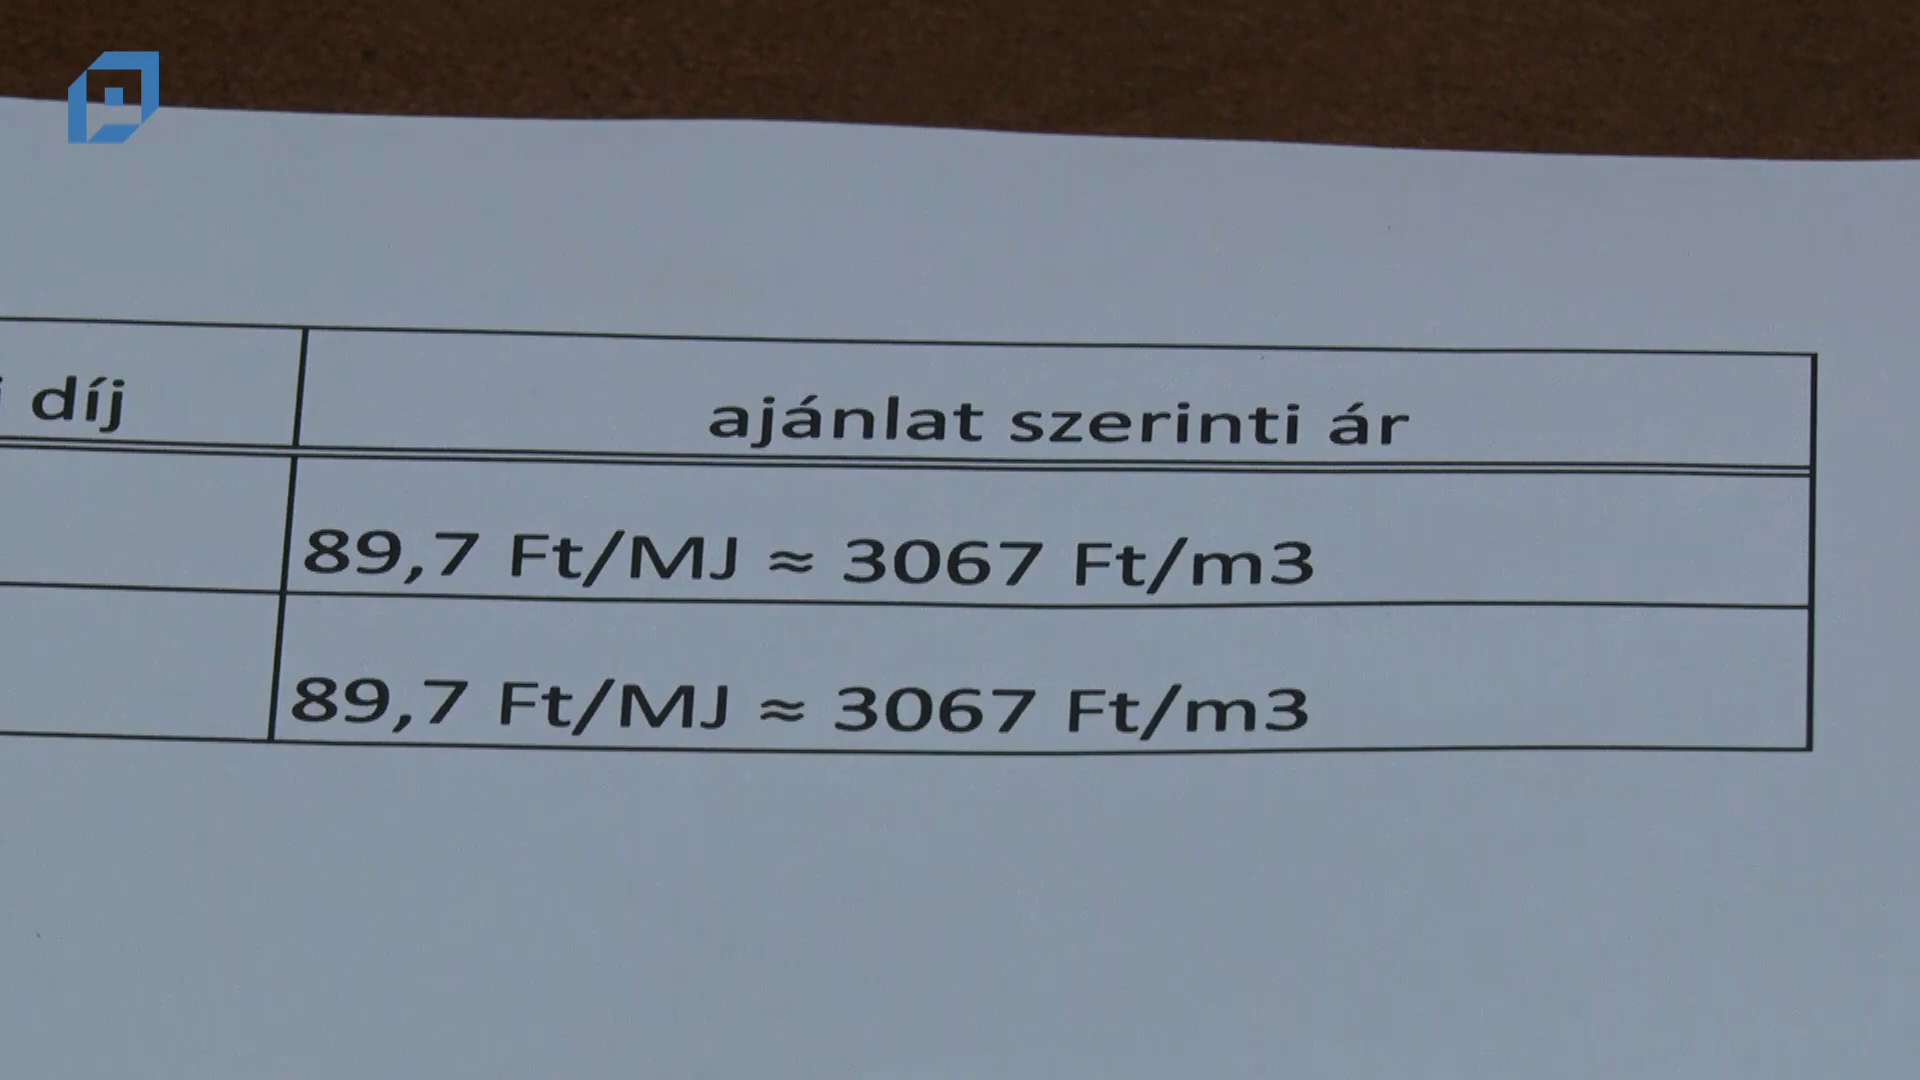 díj
ajánlat szerinti ár
89,7 Ft/MJ ≈ 3067 Ft/m3
89,7 Ft/MJ ≈ 3067 Ft/m3